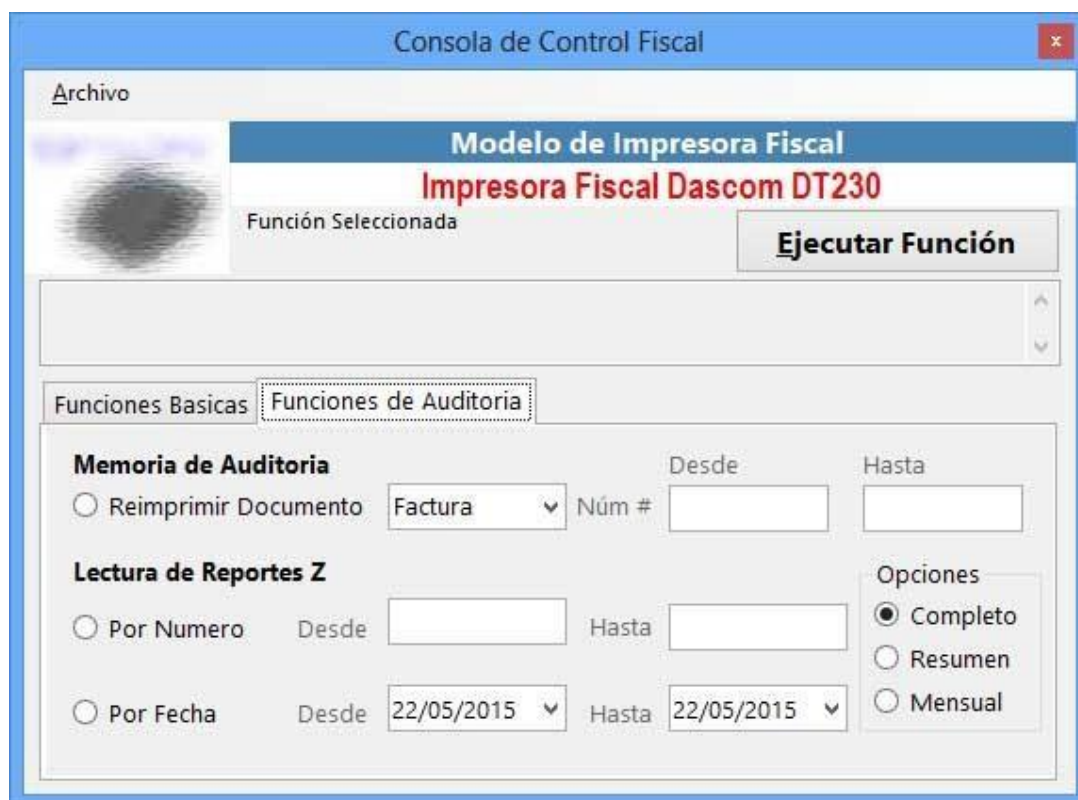 Consola de Control Fiscal
x
Archivo
Modelo de Impresora Fiscal
Impresora Fiscal Dascom DT230
Función Seleccionada
Ejecutar Función
Funciones Basicas Funciones de Auditoria
Memoria de Auditoria Desde Hasta
Reimprimir Documento Factura Núm #
Lectura de Reportes Z Opciones
Por Numero Desde Hasta Completo
Resumen
Por Fecha Desde 22/05/2015 Hasta 22/05/2015 Mensual